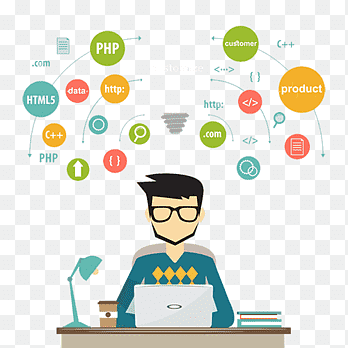 PHP
customer
C++
.com
<···>
{ }
HTML5
data-
http:
product
http:
</>
C++
.com
</>
PHP
{ }